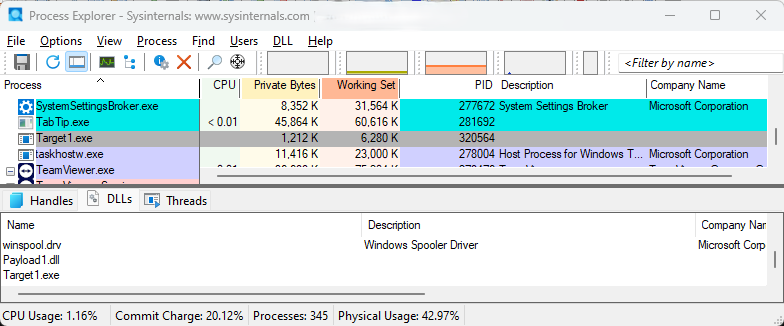 Process Explorer - Sysinternals: www.sysinternals.com [
File Options View Process Find Users DLL Help
<Filter by name>
Process CPU Private Bytes Working Set PID Description Company Name
SystemSettingsBroker.exe 8,352 K 31,564 K 277672 System Settings Broker Microsoft Corporation
TabTip.exe < 0.01 45,864 K 60,616 K 281692
Target1.exe 1,212 K 6,280 K 320564
taskhostw.exe 11,416 K 23,000 K 278004 Host Process for Windows T... Microsoft Corporation
TeamViewer.exe
Handles DLLs Threads
Name Description Company Nar
winspool.drv Windows Spooler Driver Microsoft Corp
Payload1.dll
Target1.exe
CPU Usage: 1.16% Commit Charge: 20.12% Processes: 345 Physical Usage: 42.97%